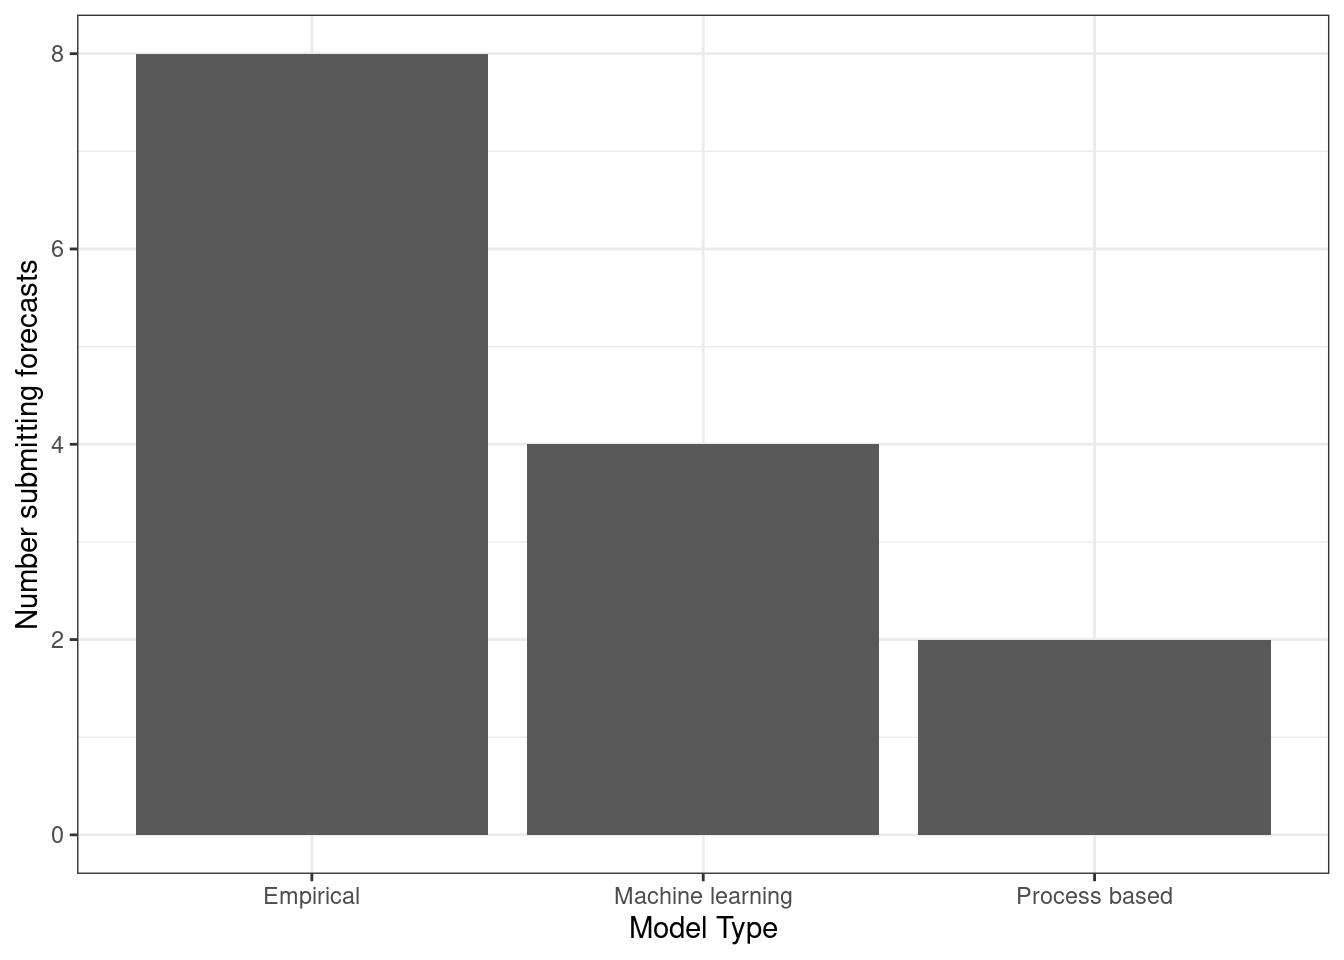 Number submitting forecasts
8
6
4
2
0
Empirical
Machine learning
Process based
Model Type